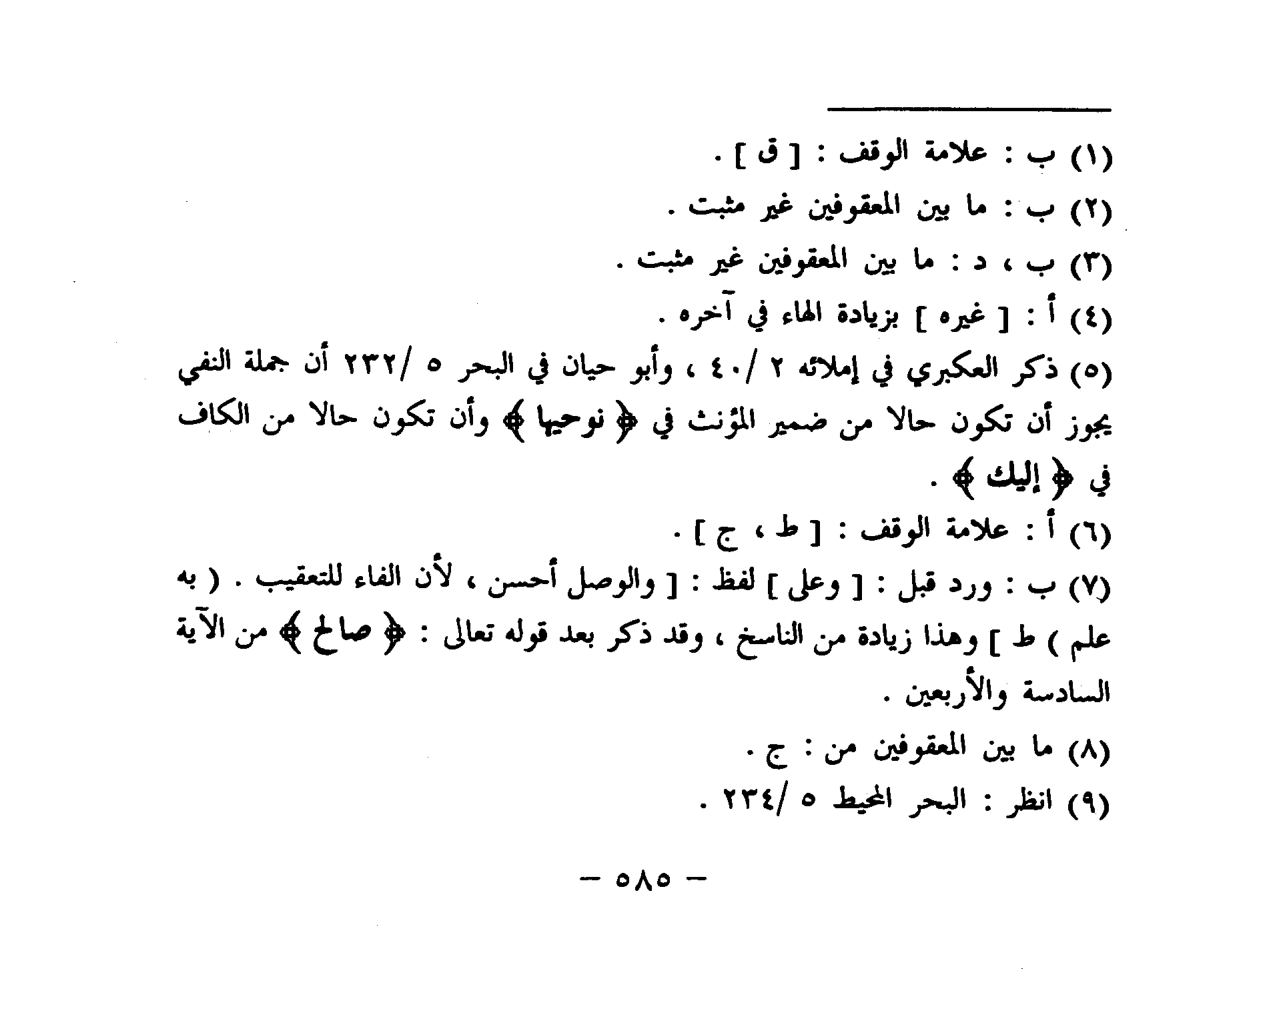 (١) ب : علامة الوقف : [ ق ] .
(٢) ب : ما بين المعقوفين غير مثبت .
(٣) ب ، د : ما بين المعقوفين غير مثبت .
(٤) أ : [ غيره ] بزيادة الهاء في آخره .
(٥) ذكر العكبري في إملائه ٢ /٤٠ ، وأبو حيان في البحر ٥ /٢٣٢ أن جملة النفي
يجوز أن تكون حالا من ضمير المؤنث في ﴿ نوحيها ﴾ وأن تكون حالا من الكاف
في ﴿ إليك ﴾ .
(٦) أ : علامة الوقف : [ ط ، ج ] .
(٧) ب : ورد قبل : [ وعلى ] لفظ : [ والوصل أحسن ، لأن الفاء للتعقيب . ( به
علم ) ط ] وهذا زيادة من الناسخ ، وقد ذكر بعد قوله تعالى : ﴿ صالح ﴾ من الآية
السادسة والأربعين .
(٨) ما بين المعقوفين من : ج .
(٩) انظر : البحر المحيط ٥ /٢٣٤ .
– ٥٨٥ –